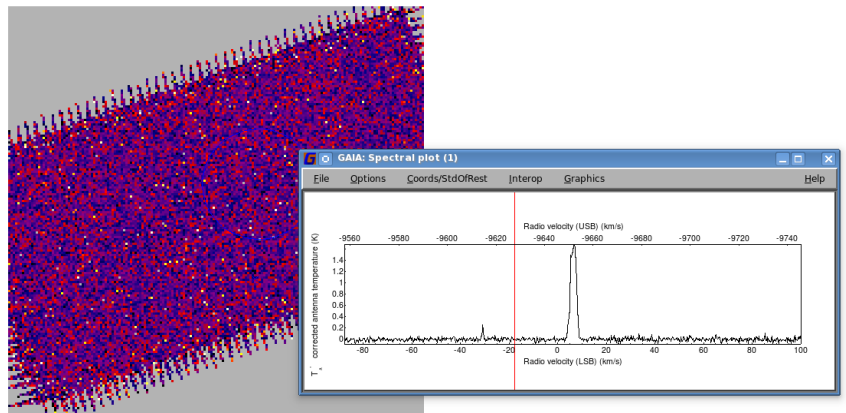 GAIA: Spectral plot (1)
File Options Coords/StdOfRest Interop Graphics Help
Radio velocity (USB) (km/s)
-9560 -9580 -9600 -9620 -9640 -9660 -9680 -9700 -9720 -9740
T*a corrected antenna temperature (K)
1.4
1.2
1
0.8
0.6
0.4
0.2
0
-80 -60 -40 -20 0 20 40 60 80 100
Radio velocity (LSB) (km/s)